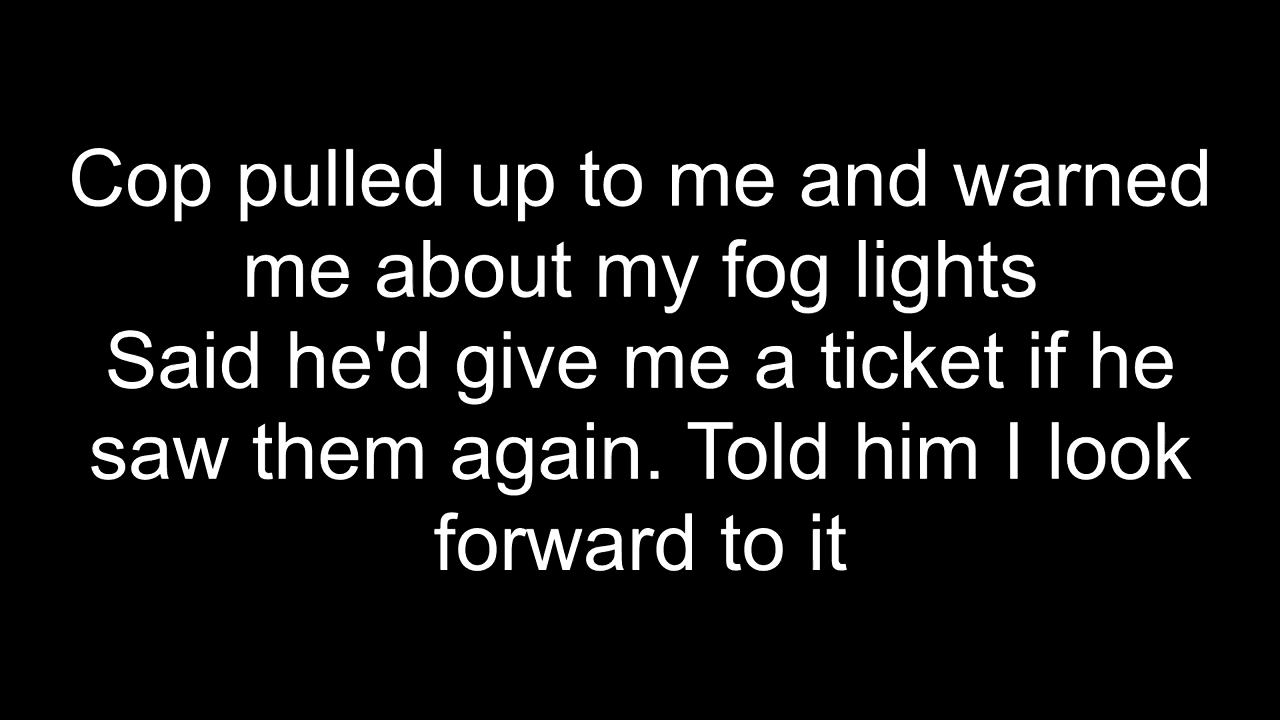 Cop pulled up to me and warned
me about my fog lights
Said he'd give me a ticket if he
saw them again. Told him I look
forward to it